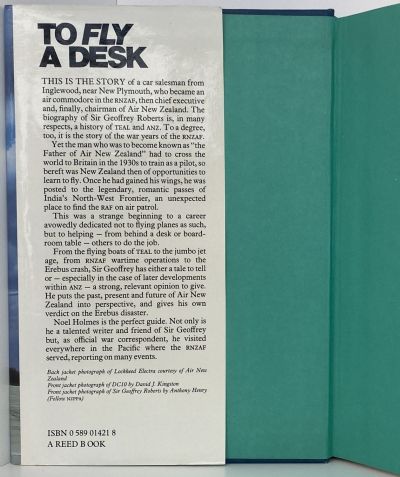 TO FLY
A DESK
THIS IS THE STORY of a car salesman from
Inglewood, near New Plymouth, who became an
air commodore in the RNZAF, then chief executive
and, finally, chairman of Air New Zealand. The
biography of Sir Geoffrey Roberts is, in many
respects, a history of TEAL and ANZ. To a degree,
too, it is the story of the war years of the RNZAF.
Yet the man who was to become known as “the
Father of Air New Zealand” had to cross the
world to Britain in the 1930s to train as a pilot, so
bereft was New Zealand then of opportunities to
learn to fly. Once he had gained his wings, he was
posted to the legendary, romantic passes of
India's North-West Frontier, an unexpected
place to find the RAF on air patrol.
This was a strange beginning to a career
avowedly dedicated not to flying planes as such,
but to helping — from behind a desk or board-
room table — others to do the job.
From the flying boats of TEAL to the jumbo jet
age, from RNZAF wartime operations to the
Erebus crash, Sir Geoffrey has either a tale to tell
or — especially in the case of later developments
within ANZ — a strong, relevant opinion to give.
He puts the past, present and future of Air New
Zealand into perspective, and gives his own
verdict on the Erebus disaster.
Noel Holmes is the perfect guide. Not only is
he a talented writer and friend of Sir Geoffrey
but, as official war correspondent, he visited
everywhere in the Pacific where the RNZAF
served, reporting on many events.
Back jacket photograph of Lockheed Electra courtesy of Air New
Zealand
Front jacket photograph of DC10 by David J. Kingston
Front jacket photograph of Sir Geoffrey Roberts by Anthony Henry
(Fellow NZPPA)
ISBN 0 589 01421 8
A REED BOOK